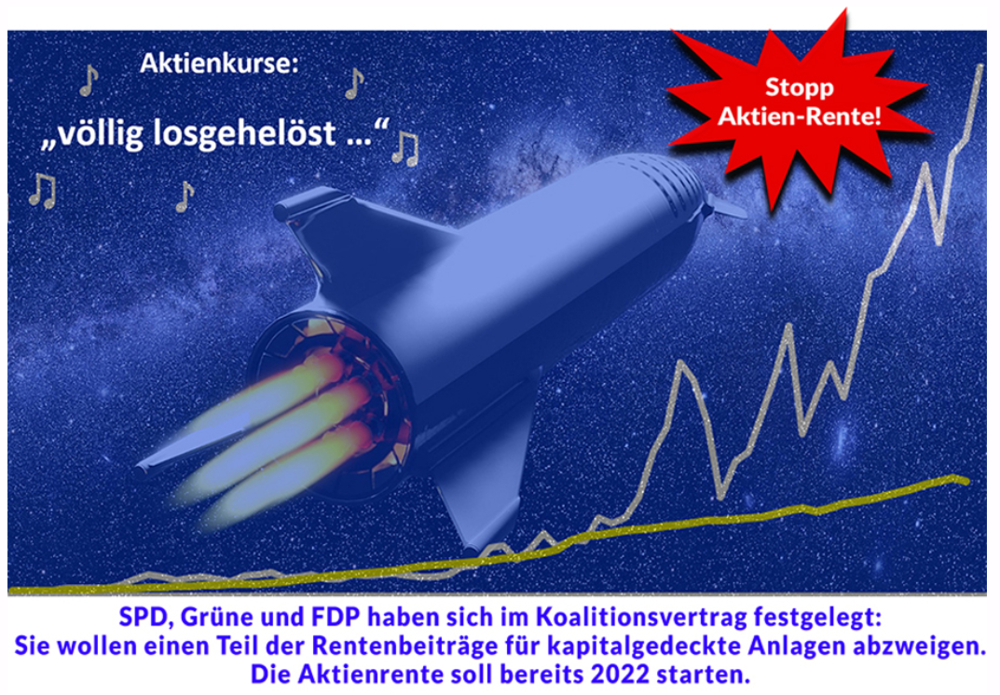 Aktienkurse:
„völlig losgehelöst ...“
Stopp
Aktien-Rente!
SPD, Grüne und FDP haben sich im Koalitionsvertrag festgelegt:
Sie wollen einen Teil der Rentenbeiträge für kapitalgedeckte Anlagen abzweigen.
Die Aktienrente soll bereits 2022 starten.